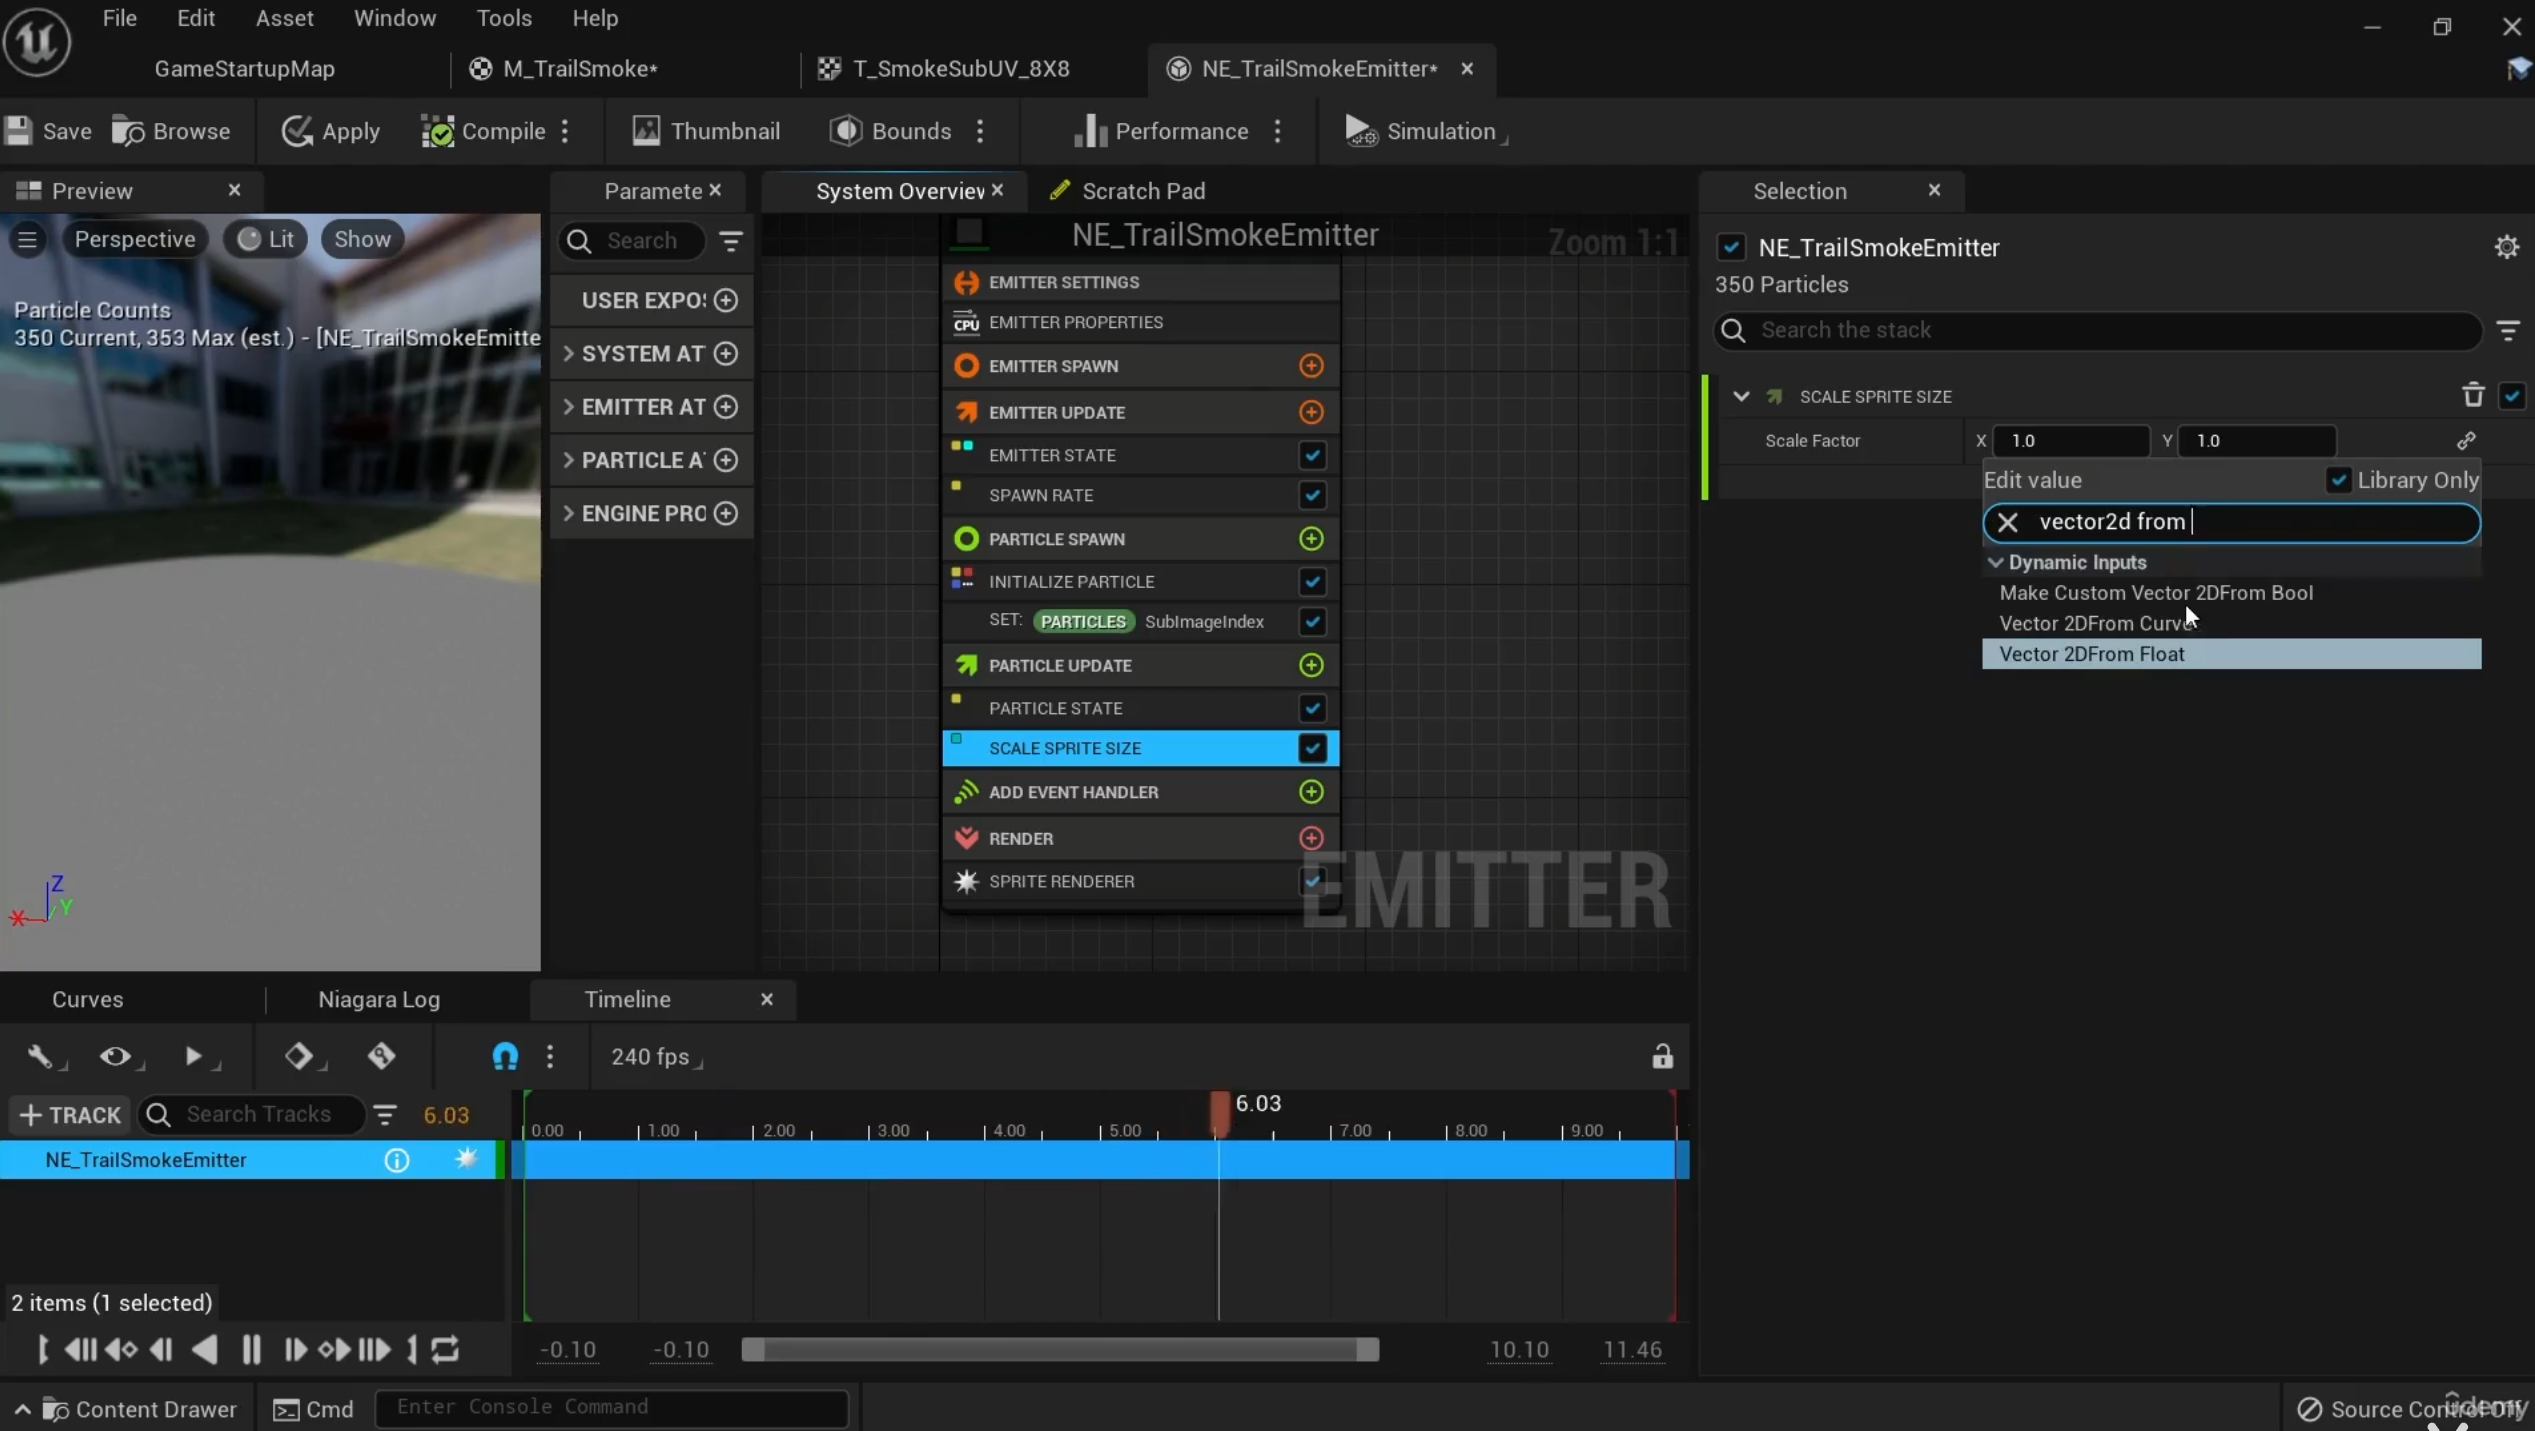 File Edit Asset Window Tools Help
GameStartupMap M_TrailSmoke* T_SmokeSubUV_8X8 NE_TrailSmokeEmitter*
Save Browse Apply Compile Thumbnail Bounds Performance Simulation
Preview
Perspective Lit Show
Particle Counts
350 Current, 353 Max (est.) - [NE_TrailSmokeEmitte
Paramete
Search
USER EXPO
SYSTEM AT
EMITTER AT
PARTICLE A
ENGINE PRO
System Overview Scratch Pad
NE_TrailSmokeEmitter
Zoom 1:1
EMITTER SETTINGS
CPU EMITTER PROPERTIES
EMITTER SPAWN
EMITTER UPDATE
EMITTER STATE
SPAWN RATE
PARTICLE SPAWN
INITIALIZE PARTICLE
SET: PARTICLES SubImageIndex
PARTICLE UPDATE
PARTICLE STATE
SCALE SPRITE SIZE
ADD EVENT HANDLER
RENDER
SPRITE RENDERER
EMITTER
Selection
NE_TrailSmokeEmitter
350 Particles
Search the stack
SCALE SPRITE SIZE
Scale Factor X 1.0 Y 1.0
Edit value Library Only
vector2d from
Dynamic Inputs
Make Custom Vector 2DFrom Bool
Vector 2DFrom Curve
Vector 2DFrom Float
Z
X Y
Curves Niagara Log Timeline
240 fps
TRACK Search Tracks 6.03
6.03
0.00 1.00 2.00 3.00 4.00 5.00 7.00 8.00 9.00
NE_TrailSmokeEmitter
2 items (1 selected)
-0.10 -0.10 10.10 11.46
Content Drawer Cmd Enter Console Command Source Control Off
ûdemy